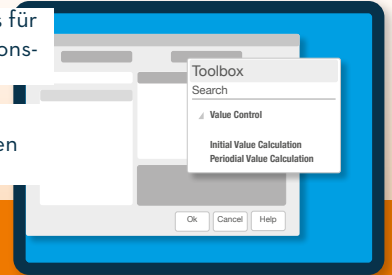 s für
ons-
en
Toolbox
Search
Value Control
Initial Value Calculation
Periodial Value Calculation
Ok Cancel Help